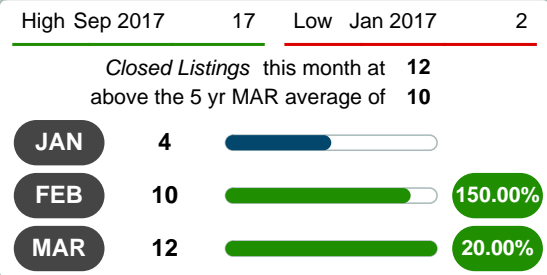 High Sep 2017 17 Low Jan 2017 2
Closed Listings this month at 12
above the 5 yr MAR average of 10
JAN 4
FEB 10 150.00%
MAR 12 20.00%